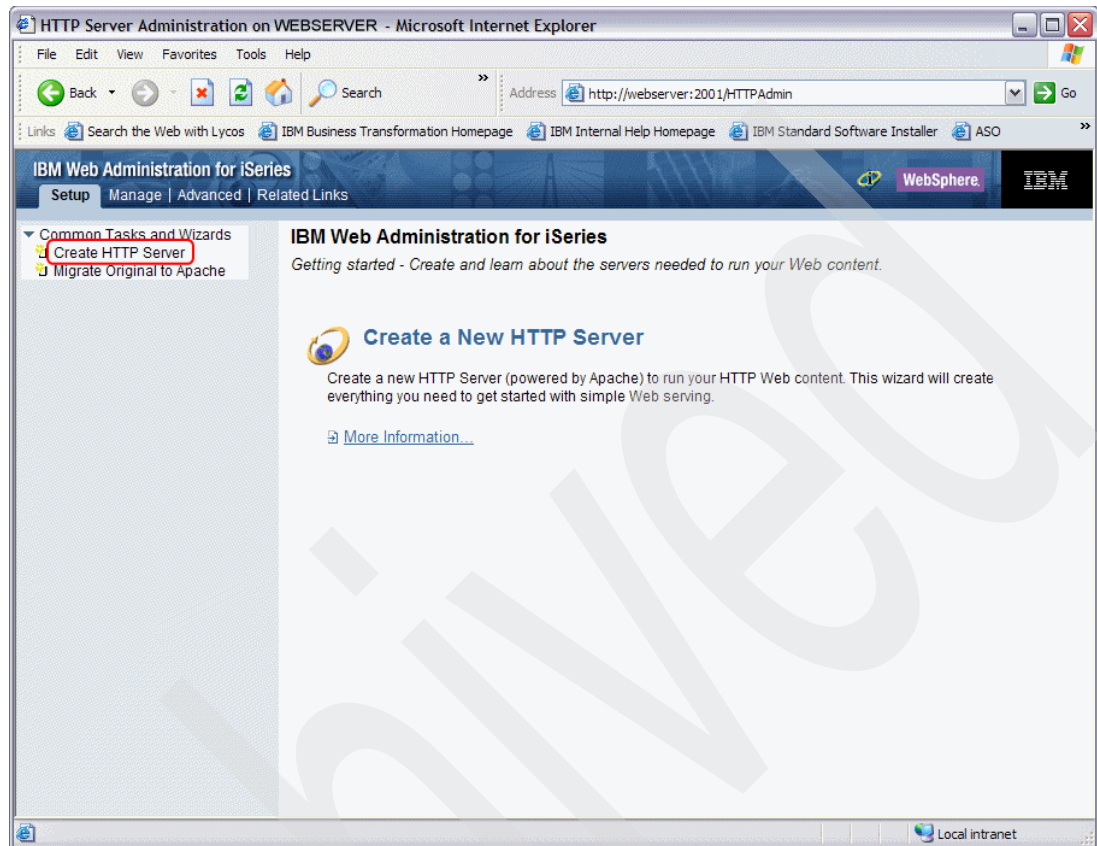 HTTP Server Administration on WEBSERVER - Microsoft Internet Explorer
File Edit View Favorites Tools Help
Back Search » Address http://webserver:2001/HTTPAdmin Go
Links Search the Web with Lycos IBM Business Transformation Homepage IBM Internal Help Homepage IBM Standard Software Installer ASO »
IBM Web Administration for iSeries
Setup Manage | Advanced | Related Links
WebSphere. IBM
Common Tasks and Wizards
Create HTTP Server
Migrate Original to Apache
IBM Web Administration for iSeries
Getting started - Create and learn about the servers needed to run your Web content.
Create a New HTTP Server
Create a new HTTP Server (powered by Apache) to run your HTTP Web content. This wizard will create
everything you need to get started with simple Web serving.
More Information...
hived
Local intranet